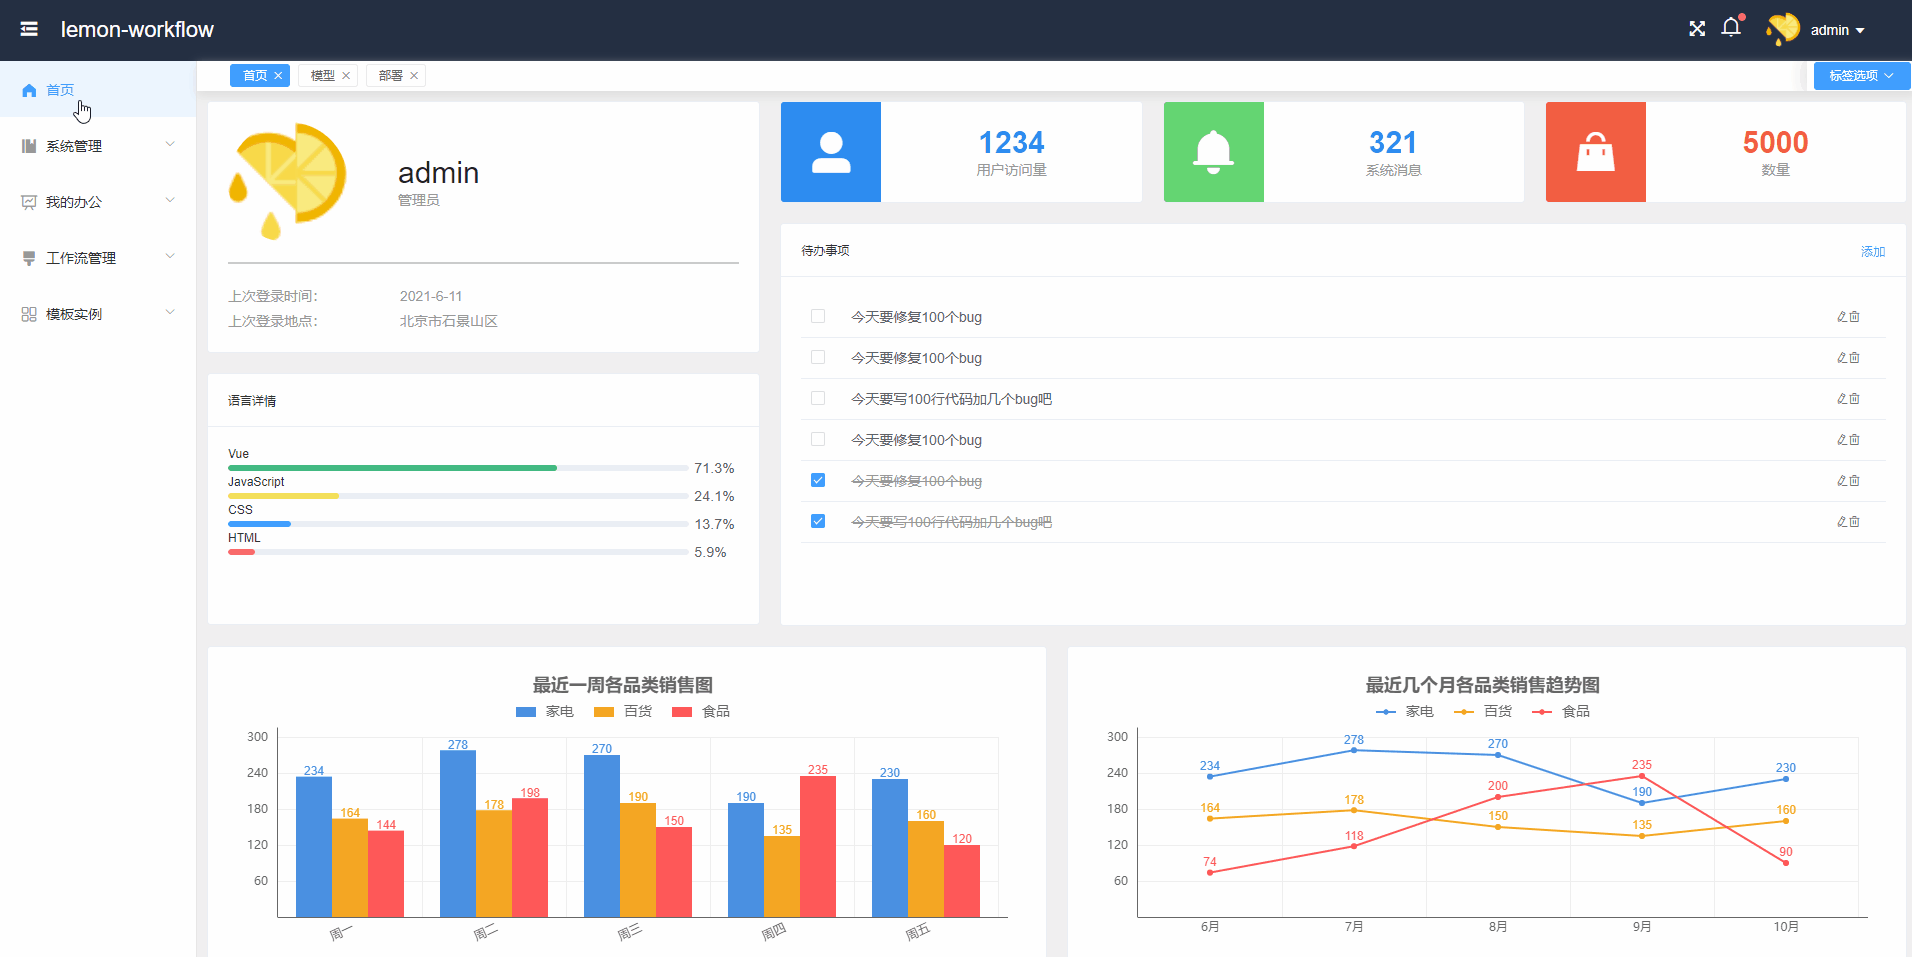 lemon-workflow
admin
首页
系统管理
我的办公
工作流管理
模板实例
首页 模型 部署
标签选项
admin
管理员
上次登录时间： 2021-6-11
上次登录地点： 北京市石景山区
1234
用户访问量
321
系统消息
5000
数量
待办事项 添加
今天要修复100个bug
今天要修复100个bug
今天要写100行代码加几个bug吧
今天要修复100个bug
今天要修复100个bug
今天要写100行代码加几个bug吧
语言详情
Vue
71.3%
JavaScript
24.1%
CSS
13.7%
HTML
5.9%
最近一周各品类销售图
家电 百货 食品
300
240
180
120
60
234 164 144
278 178 198
270 190 150
190 135 235
230 160 120
周一 周二 周三 周四 周五
最近几个月各品类销售趋势图
家电 百货 食品
300
240
180
120
60
234 278 270 190 230
164 178 150 135 160
74 118 200 235 90
6月 7月 8月 9月 10月